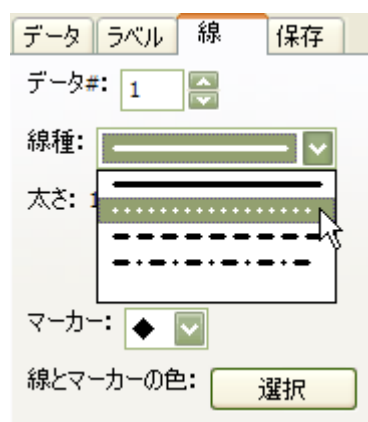 データ ラベル 線 保存
データ#: 1
線種:
太さ: 1
マーカー:
線とマーカーの色: 選択